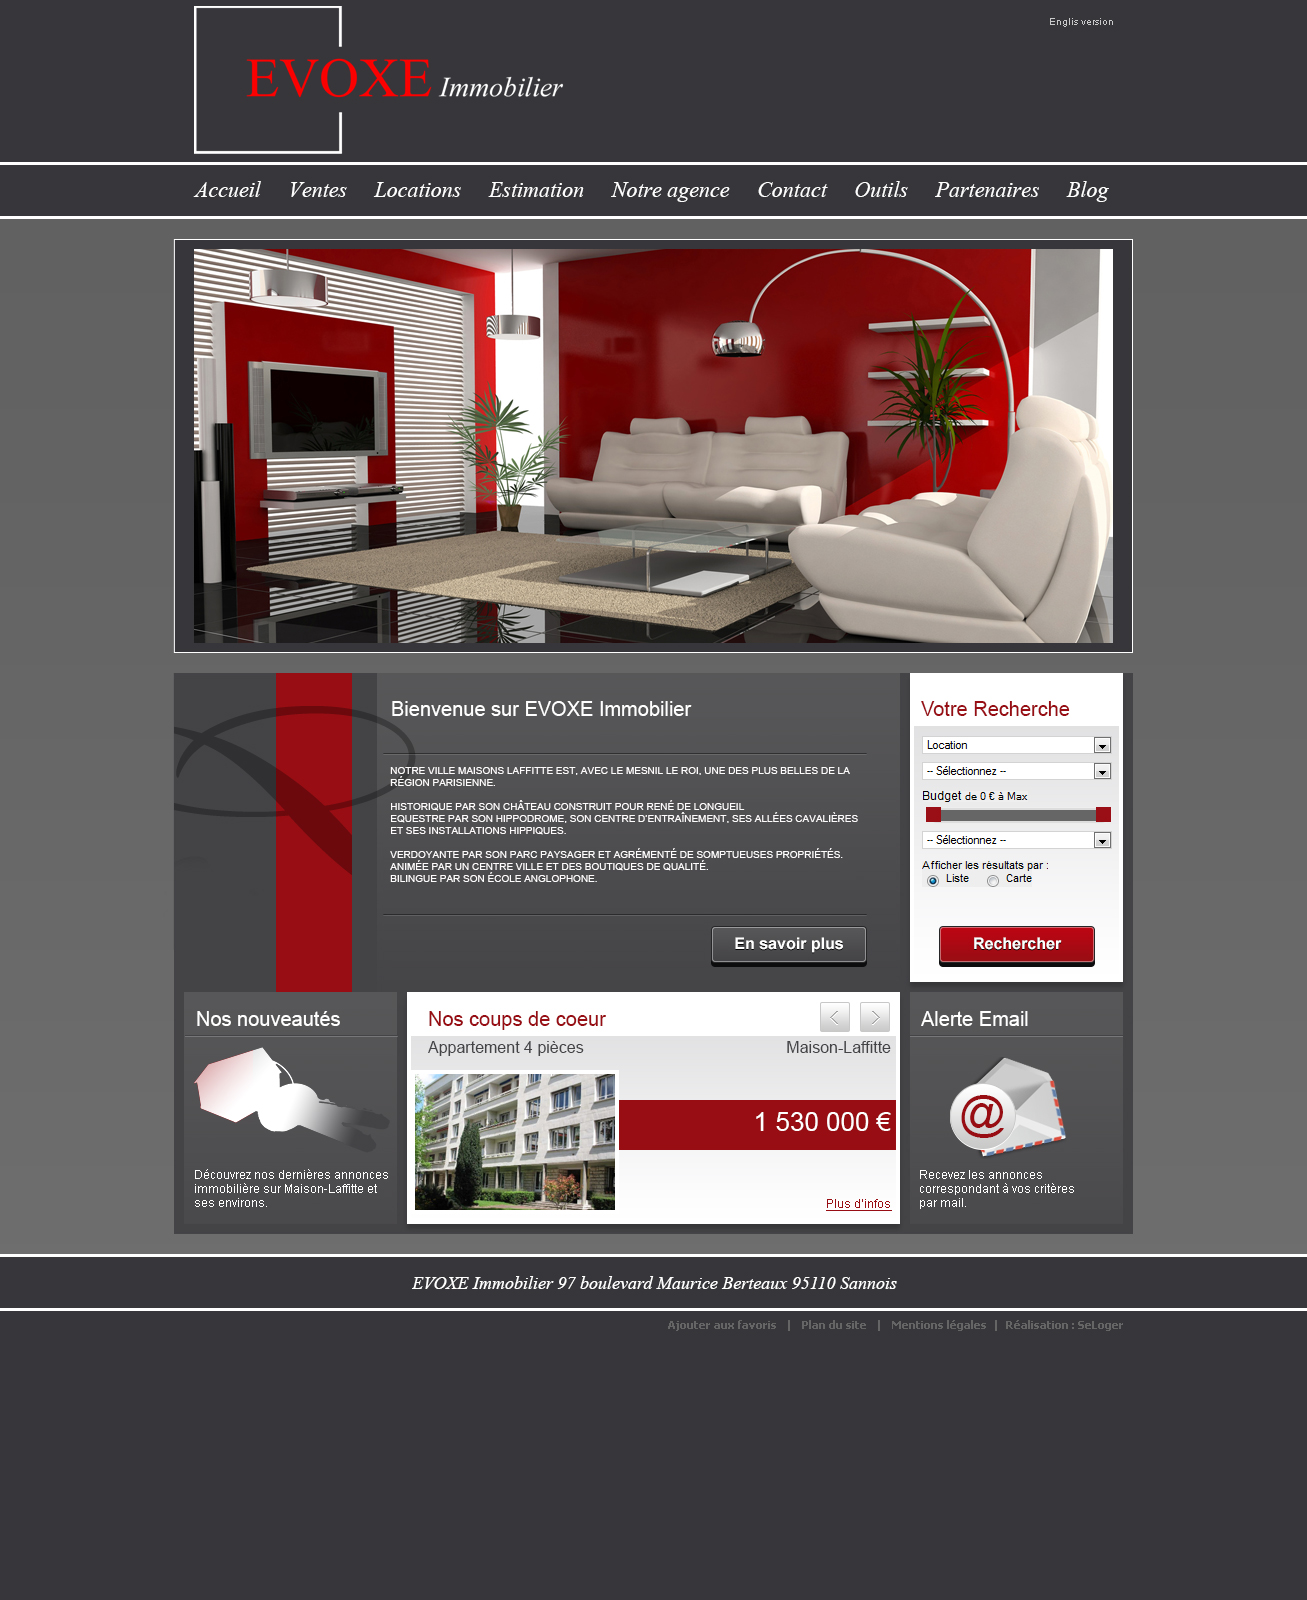 Englis version
EVOXE Immobilier
Accueil Ventes Locations Estimation Notre agence Contact Outils Partenaires Blog
Bienvenue sur EVOXE Immobilier
NOTRE VILLE MAISONS LAFFITTE EST, AVEC LE MESNIL LE ROI, UNE DES PLUS BELLES DE LA
RÉGION PARISIENNE.
HISTORIQUE PAR SON CHÂTEAU CONSTRUIT POUR RENÉ DE LONGUEIL
EQUESTRE PAR SON HIPPODROME, SON CENTRE D'ENTRAÎNEMENT, SES ALLÉES CAVALIÈRES
ET SES INSTALLATIONS HIPPIQUES.
VERDOYANTE PAR SON PARC PAYSAGER ET AGRÉMENTÉ DE SOMPTUEUSES PROPRIÉTÉS.
ANIMÉE PAR UN CENTRE VILLE ET DES BOUTIQUES DE QUALITÉ.
BILINGUE PAR SON ÉCOLE ANGLOPHONE.
En savoir plus
Votre Recherche
Location
-- Sélectionnez --
Budget de 0 € à Max
-- Sélectionnez --
Afficher les résultats par :
Liste Carte
Rechercher
Nos nouveautés
Découvrez nos dernières annonces
immobilière sur Maison-Laffitte et
ses environs.
Nos coups de coeur
Appartement 4 pièces Maison-Laffitte
1 530 000 €
Plus d'infos
Alerte Email
@
Recevez les annonces
correspondant à vos critères
par mail.
EVOXE Immobilier 97 boulevard Maurice Berteaux 95110 Sannois
Ajouter aux favoris | Plan du site | Mentions légales | Réalisation : SeLoger